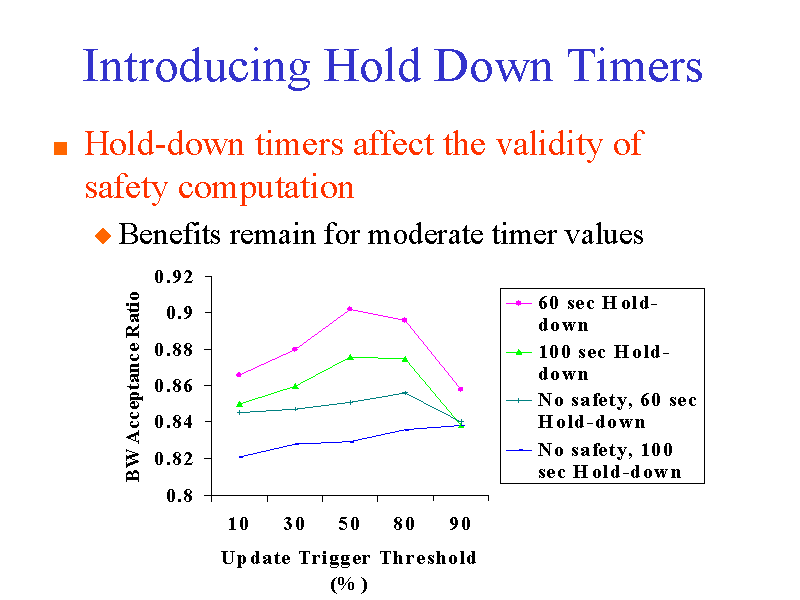 Introducing Hold Down Timers
Hold-down timers affect the validity of
safety computation
Benefits remain for moderate timer values
BW Acceptance Ratio
0.92
0.9
0.88
0.86
0.84
0.82
0.8
10 30 50 80 90
Update Trigger Threshold
(%)
60 sec Hold-
down
100 sec Hold-
down
No safety, 60 sec
Hold-down
No safety, 100
sec Hold-down